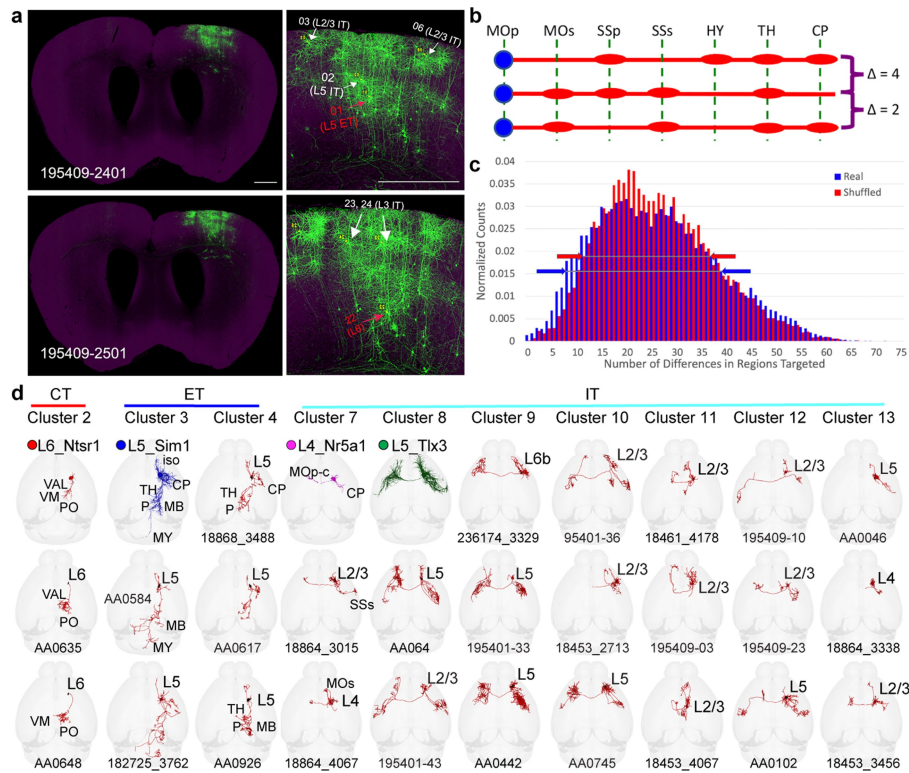 a
03 (L2/3 IT)
06 (L2/3 IT)
02
(L5 IT)
01
(L5 ET)
195409-2401
23, 24 (L3 IT)
22
(L6)
195409-2501
b
MOp MOs SSp SSs HY TH CP
Δ = 4
Δ = 2
c
0.04
0.035
0.03
0.025
0.02
0.015
0.01
0.005
0
Normalized Counts
Real
Shuffled
0 5 10 15 20 25 30 35 40 45 50 55 60 65 70 75
Number of Differences in Regions Targeted
d
CT ET IT
Cluster 2 Cluster 3 Cluster 4 Cluster 7 Cluster 8 Cluster 9 Cluster 10 Cluster 11 Cluster 12 Cluster 13
L6_Ntsr1 L5_Sim1 L4_Nr5a1 L5_Tlx3
VAL VM PO iso TH CP P MB MY L5 TH CP P MOp-c CP L6b L2/3 L2/3 L2/3 L5
18868_3488 236174_3329 95401-36 18461_4178 195409-10 AA0046
L6 VAL PO AA0584 L5 MB MY L5 L2/3 SSs L5 L5 L2/3 L2/3 L2/3 L4
AA0635 AA0617 18864_3015 AA064 195401-33 18453_2713 195409-03 195409-23 18864_3338
L6 VM PO L5 TH P MB MOs L4 L2/3 L5 L5 L2/3 L5 L2/3
AA0648 182725_3762 AA0926 18864_4067 195401-43 AA0442 AA0745 18453_4067 AA0102 18453_3456